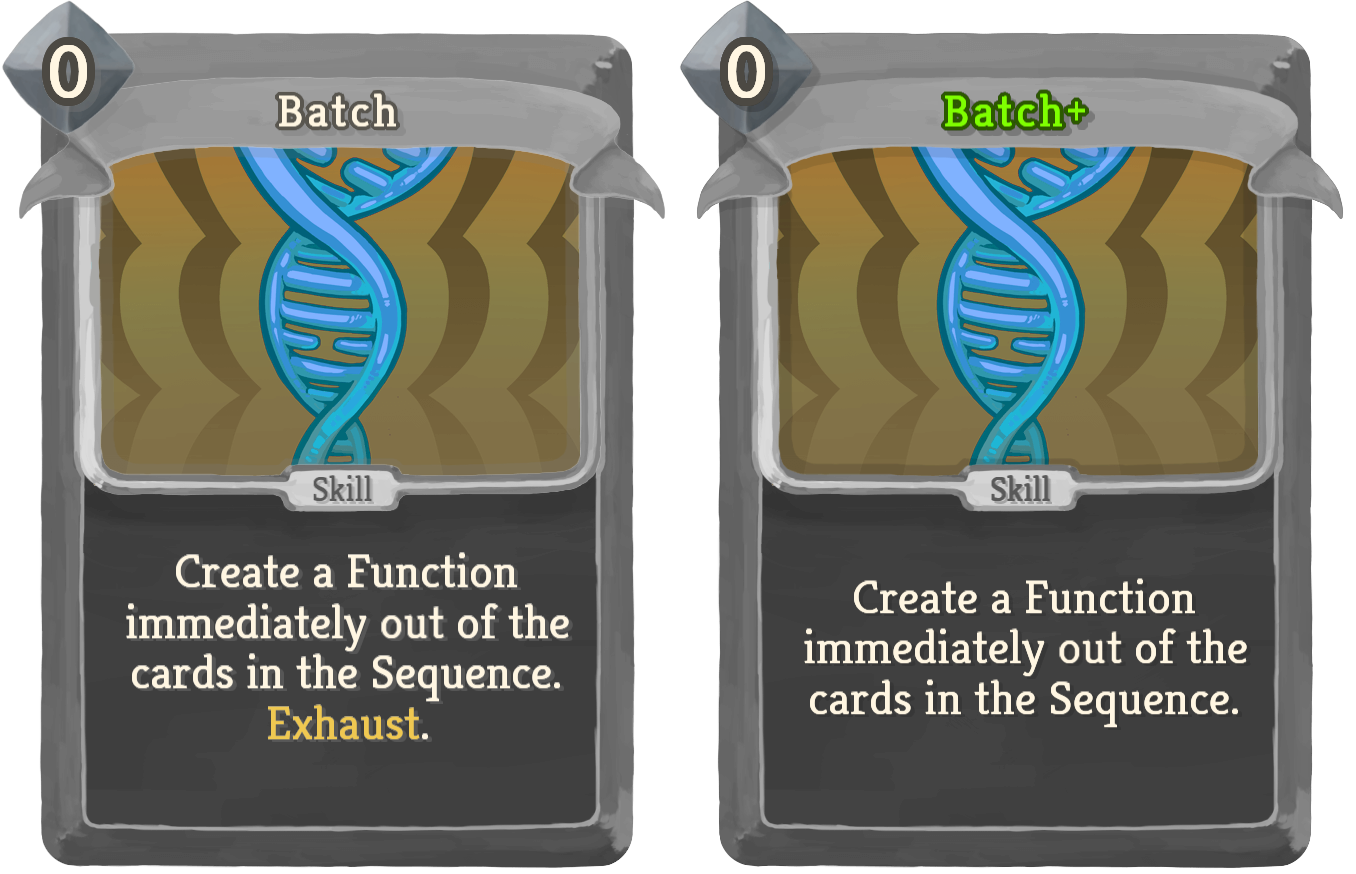 0
Batch
Skill
Create a Function
immediately out of the
cards in the Sequence.
Exhaust.
0
Batch+
Skill
Create a Function
immediately out of the
cards in the Sequence.